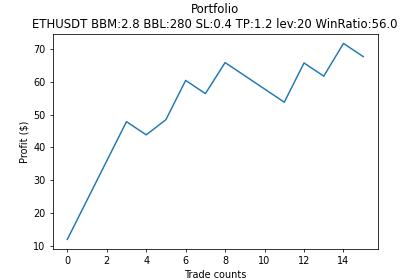 Portfolio
ETHUSDT BBM:2.8 BBL:280 SL:0.4 TP:1.2 lev:20 WinRatio:56.0
70
60
50
40
30
20
10
Profit ($)
0 2 4 6 8 10 12 14
Trade counts